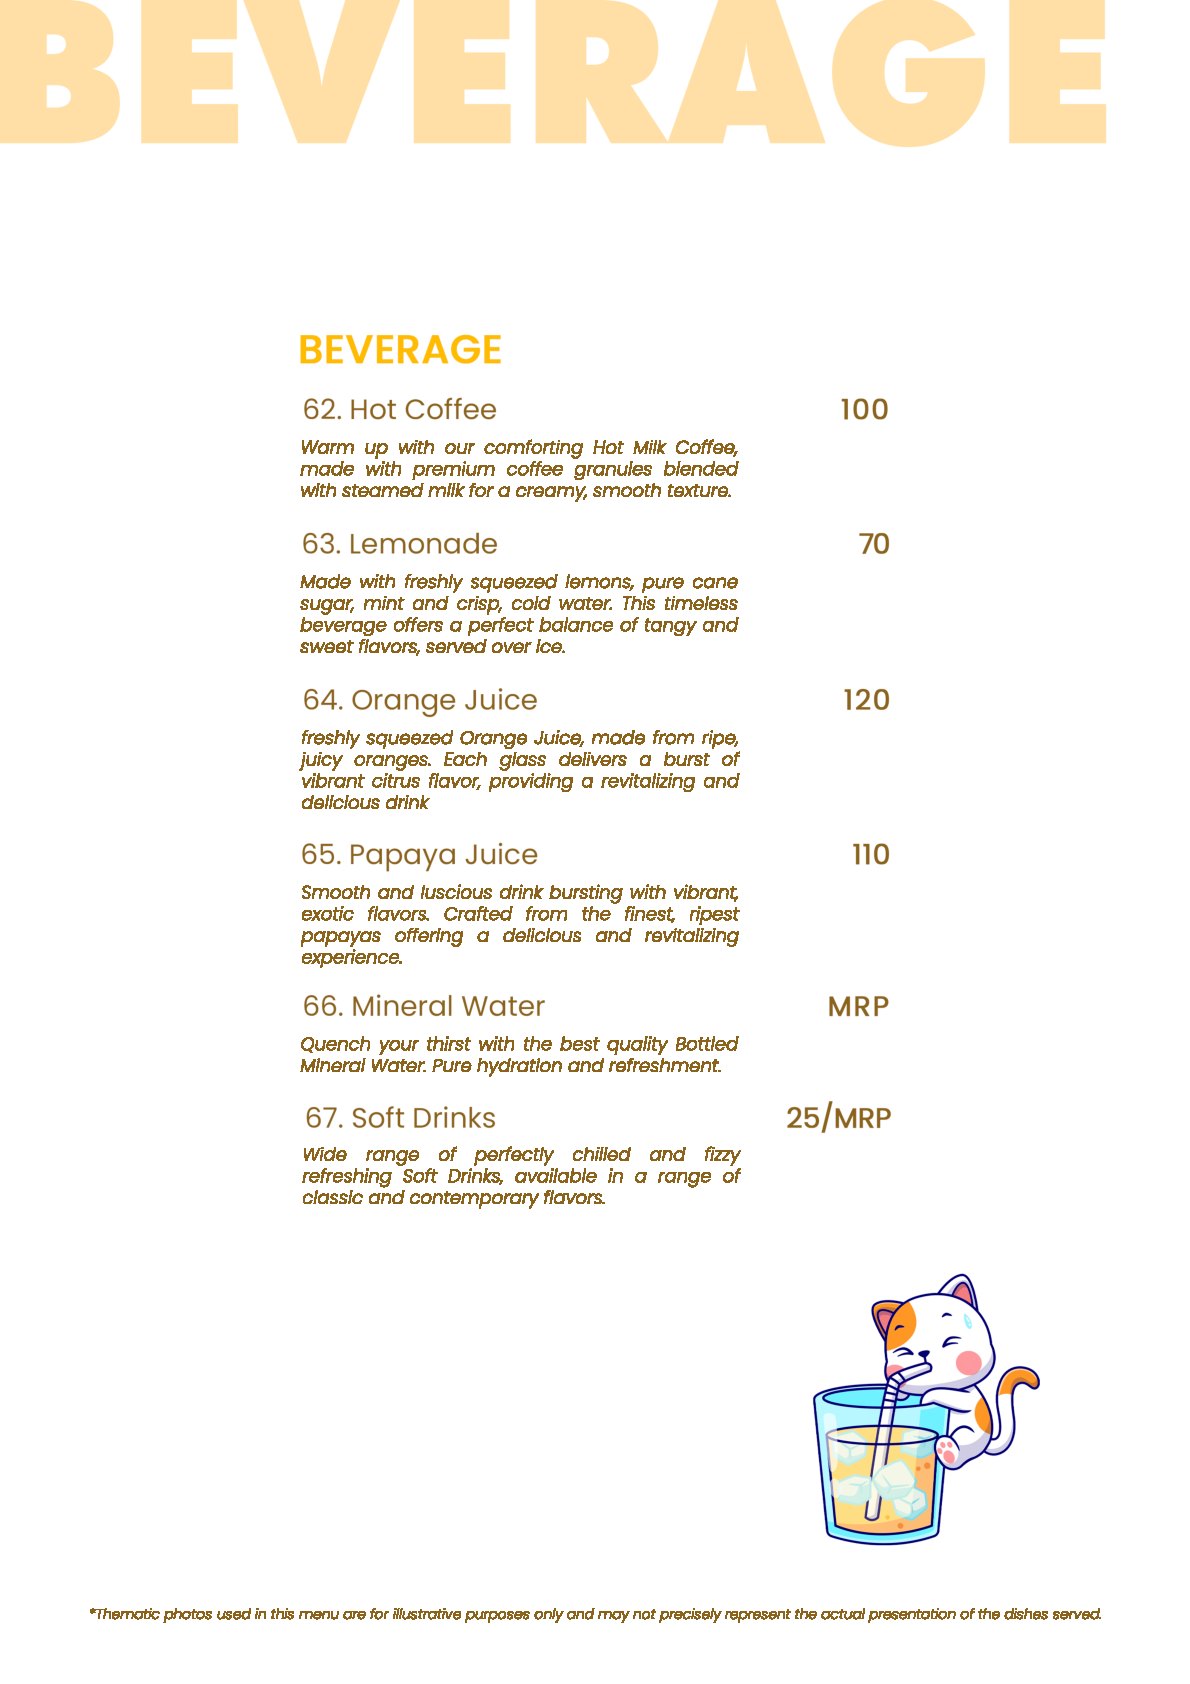 BEVERAGE
BEVERAGE
62. Hot Coffee 100
Warm up with our comforting Hot Milk Coffee,
made with premium coffee granules blended
with steamed milk for a creamy, smooth texture.
63. Lemonade 70
Made with freshly squeezed lemons, pure cane
sugar, mint and crisp, cold water. This timeless
beverage offers a perfect balance of tangy and
sweet flavors, served over ice.
64. Orange Juice 120
freshly squeezed Orange Juice, made from ripe,
juicy oranges. Each glass delivers a burst of
vibrant citrus flavor, providing a revitalizing and
delicious drink
65. Papaya Juice 110
Smooth and luscious drink bursting with vibrant,
exotic flavors. Crafted from the finest, ripest
papayas offering a delicious and revitalizing
experience.
66. Mineral Water MRP
Quench your thirst with the best quality Bottled
Mineral Water. Pure hydration and refreshment.
67. Soft Drinks 25/MRP
Wide range of perfectly chilled and fizzy
refreshing Soft Drinks, available in a range of
classic and contemporary flavors.
*Thematic photos used in this menu are for illustrative purposes only and may not precisely represent the actual presentation of the dishes served.